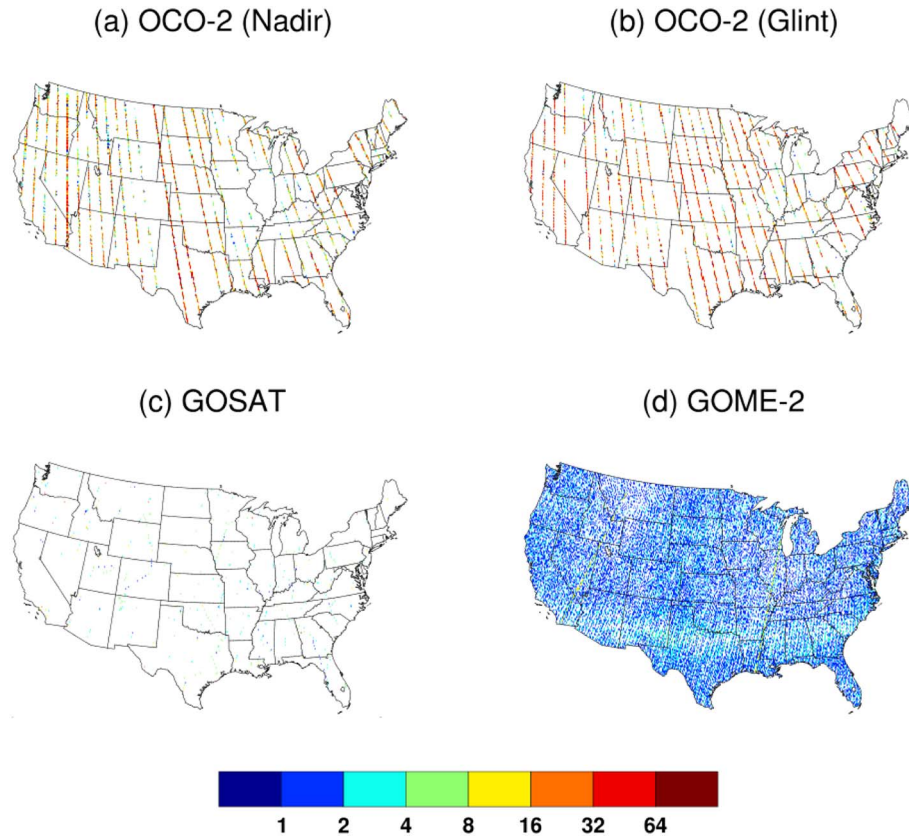 (a) OCO-2 (Nadir)
(b) OCO-2 (Glint)
(c) GOSAT
(d) GOME-2
1 2 4 8 16 32 64